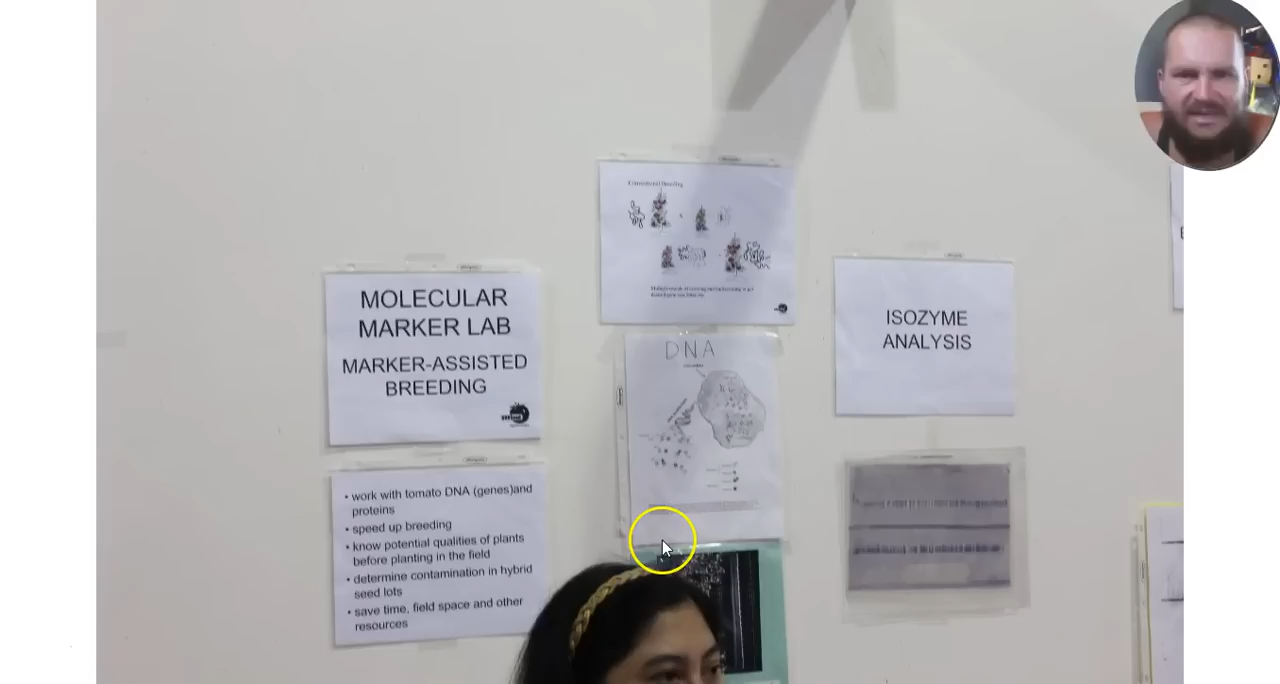 MOLECULAR
MARKER LAB
MARKER-ASSISTED
BREEDING
• work with tomato DNA (genes)and
proteins
• speed up breeding
• know potential qualities of plants
before planting in the field
• determine contamination in hybrid
seed lots
• save time, field space and other
resources
Conventional Breeding
DNA
ISOZYME
ANALYSIS